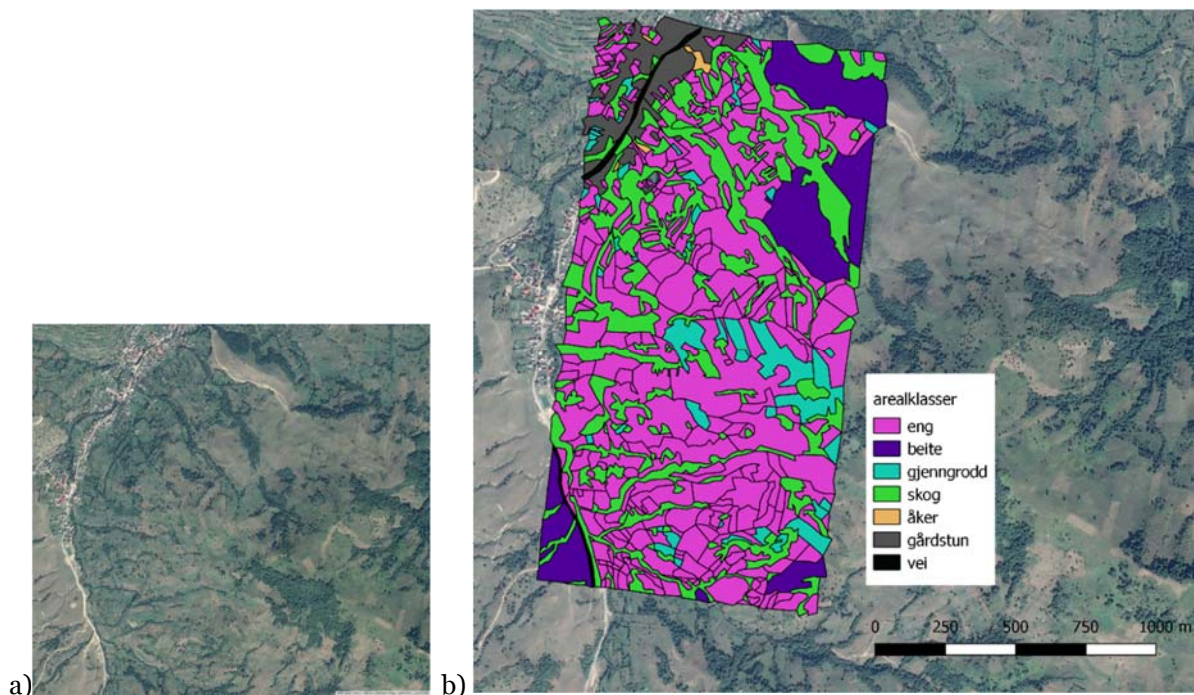 arealklasser
eng
beite
gjenngrodd
skog
åker
gårdstun
vei
0 250 500 750 1000 m
a) b)